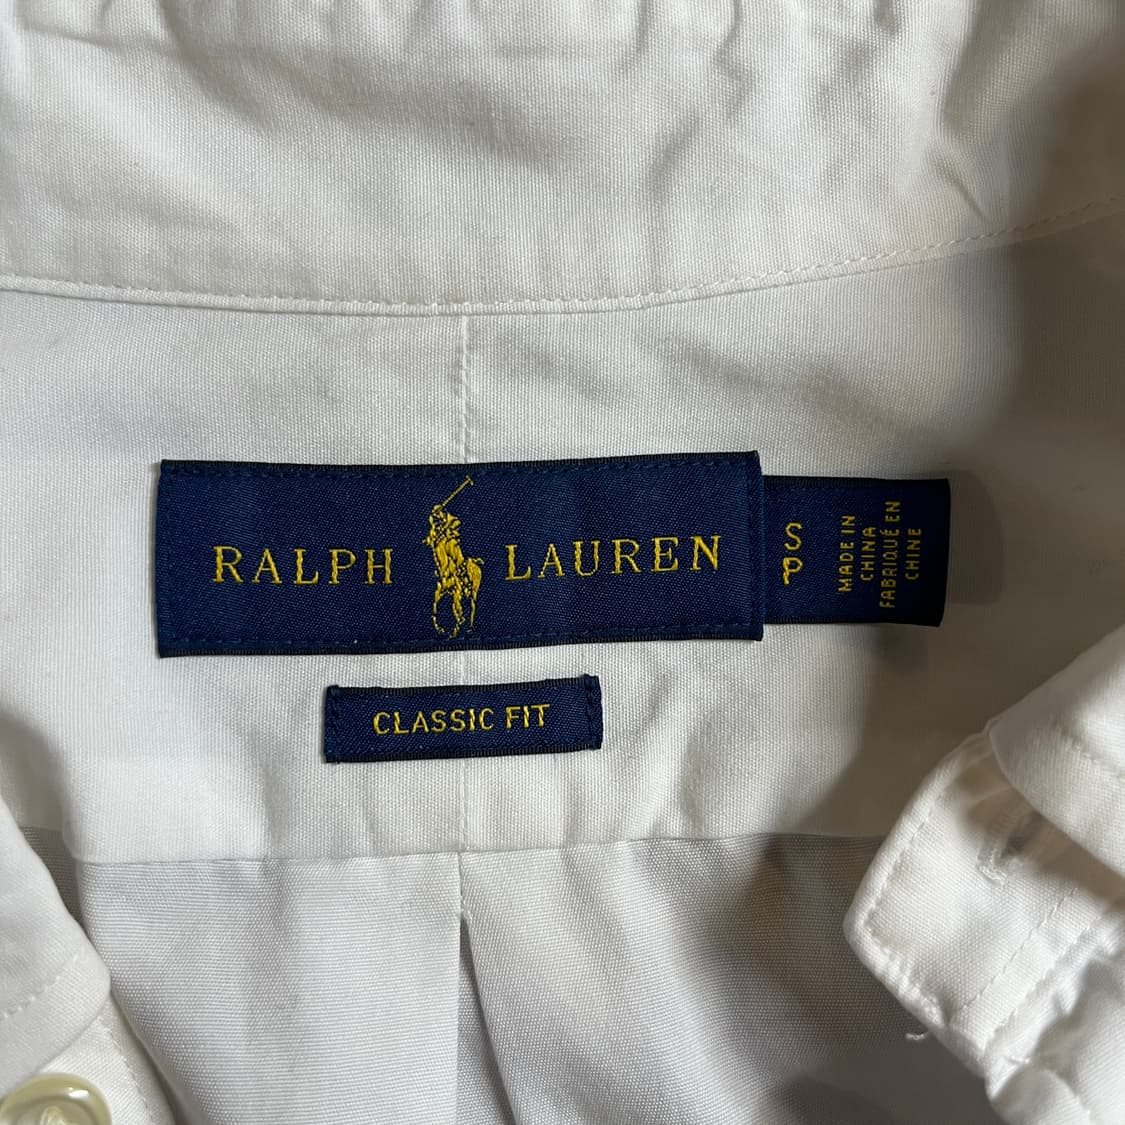 RALPH LAUREN
S
P
MADE IN
CHINA
FABRIQUÉ EN
CHINE
CLASSIC FIT